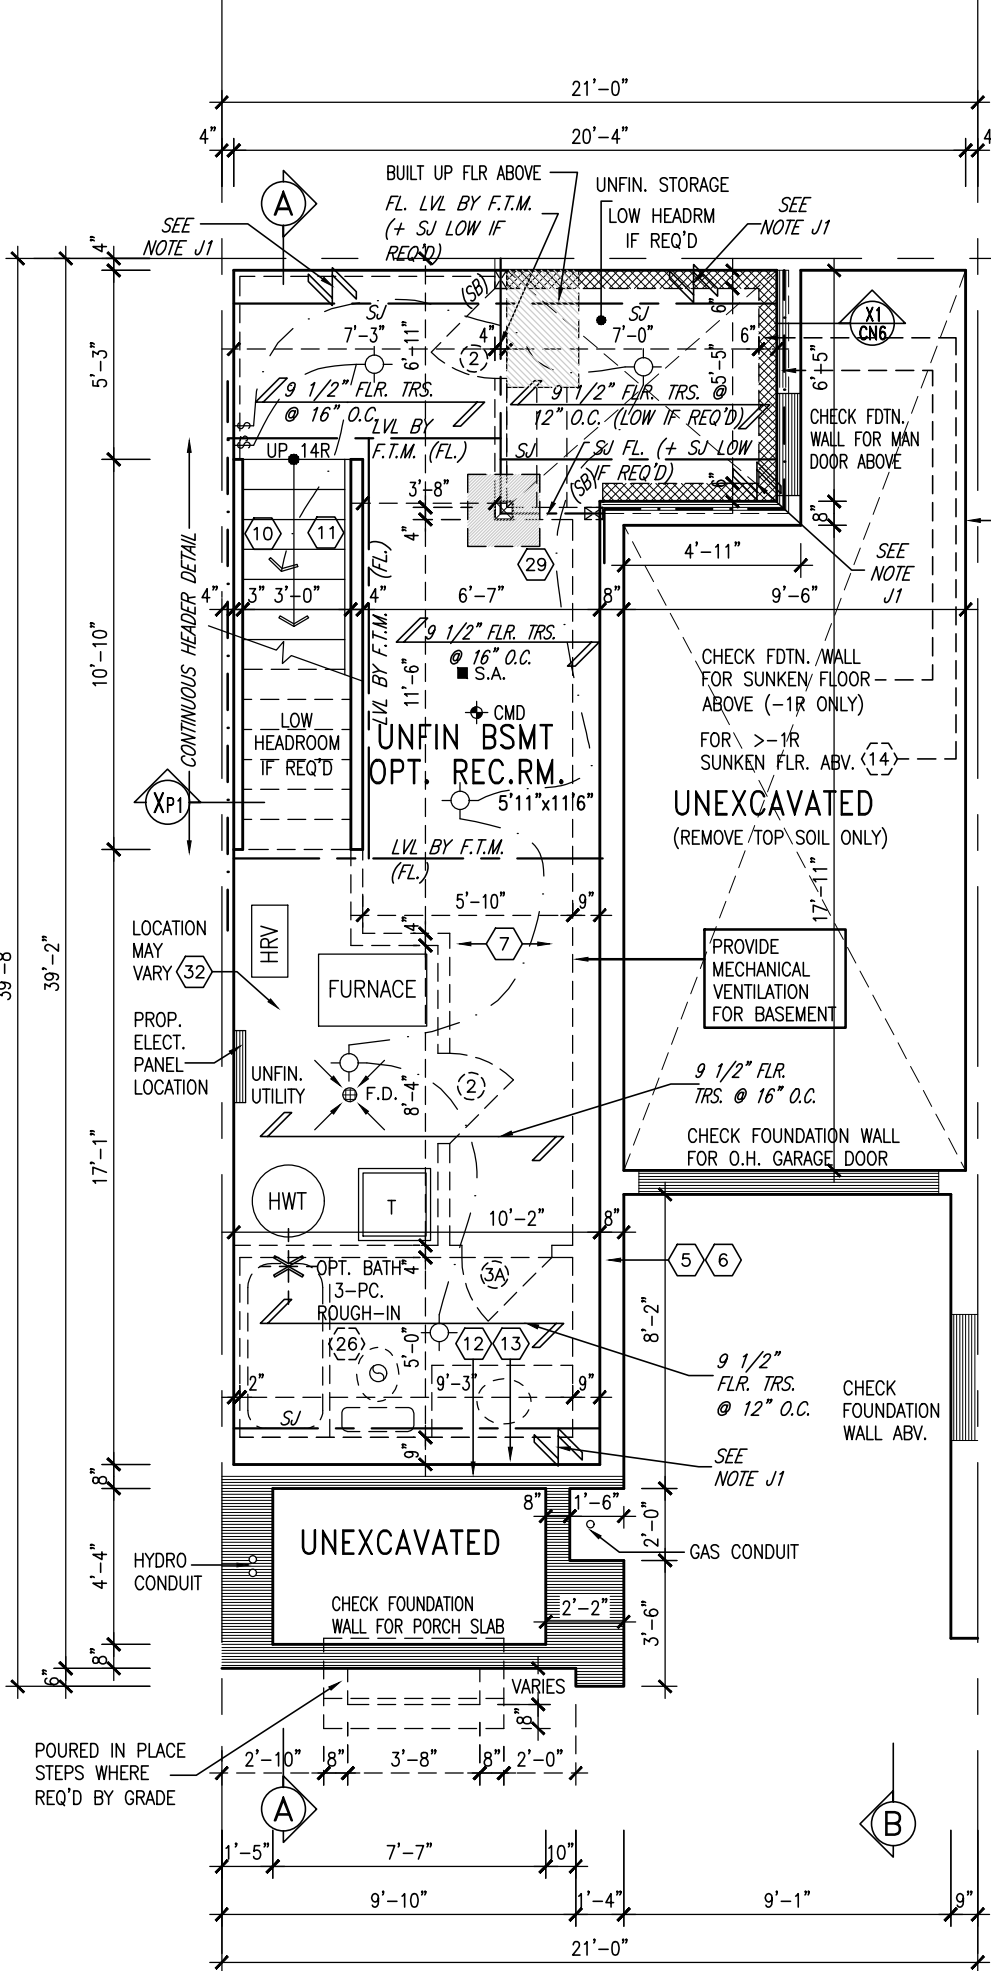 21'-0"
4"
20'-4"
4
BUILT UP FLR ABOVE
UNFIN. STORAGE
A
FL. LVL BY F.T.M.
(+ SJ LOW IF
REQ'D)
LOW HEADRM
IF REQ'D
SEE
NOTE J1
SEE
NOTE J1
4"
(SB)
SJ
SJ
6"
7'-3"
6'-11"
4"
7'-0"
6"
2
X1
CN6
5'-3"
5'-5"
6'-5"
9 1/2" FLR. TRS.
@ 16" O.C.
9 1/2" FLR. TRS @
12" O.C. (LOW IF REQ'D)
CHECK FDTN.
WALL FOR MAN
DOOR ABOVE
LVL BY
F.T.M. (FL.)
UP 14R
SJ
SJ FL. (+ SJ LOW
IF REQ'D)
(SB)
6"
3'-8"
4"
8"
10
11
29
4'-11"
SEE
NOTE
J1
CONTINUOUS HEADER DETAIL
4"
3"
3'-0"
4"
6'-7"
8"
9'-6"
LVL BY F.T.M. (FL.)
10'-10"
9 1/2" FLR. TRS.
@ 16" O.C.
11'-6"
S.A.
CMD
CHECK FDTN. WALL
FOR SUNKEN FLOOR
ABOVE (-1R ONLY)
LOW
HEADROOM
IF REQ'D
UNFIN BSMT
OPT. REC.RM.
5'11"x11'6"
FOR >-1R
SUNKEN FLR. ABV.
14
XP1
UNEXCAVATED
(REMOVE TOP SOIL ONLY)
LVL BY F.T.M.
(FL.)
17'-11"
5'-10"
9"
4"
7
LOCATION
MAY
VARY
32
HRV
FURNACE
PROVIDE
MECHANICAL
VENTILATION
FOR BASEMENT
39'-8
39'-2"
PROP.
ELECT.
PANEL
LOCATION
UNFIN.
UTILITY
F.D.
8'-4"
2
9 1/2" FLR.
TRS. @ 16" O.C.
CHECK FOUNDATION WALL
FOR O.H. GARAGE DOOR
17'-1"
HWT
T
10'-2"
8"
OPT. BATH
3-PC.
ROUGH-IN
4"
3A
5
6
8'-2"
26
5'-0"
12
13
9 1/2"
FLR. TRS.
@ 12" O.C.
2"
9'-3"
9"
CHECK
FOUNDATION
WALL ABV.
SJ
9"
SEE
NOTE J1
8"
8"
1'-6"
2'-0"
UNEXCAVATED
GAS CONDUIT
HYDRO
CONDUIT
4'-4"
CHECK FOUNDATION
WALL FOR PORCH SLAB
2'-2"
3'-6"
8"
6"
VARIES
8"
POURED IN PLACE
STEPS WHERE
REQ'D BY GRADE
2'-10"
8"
3'-8"
8"
2'-0"
A
B
1'-5"
7'-7"
10"
9'-10"
1'-4"
9'-1"
9"
21'-0"